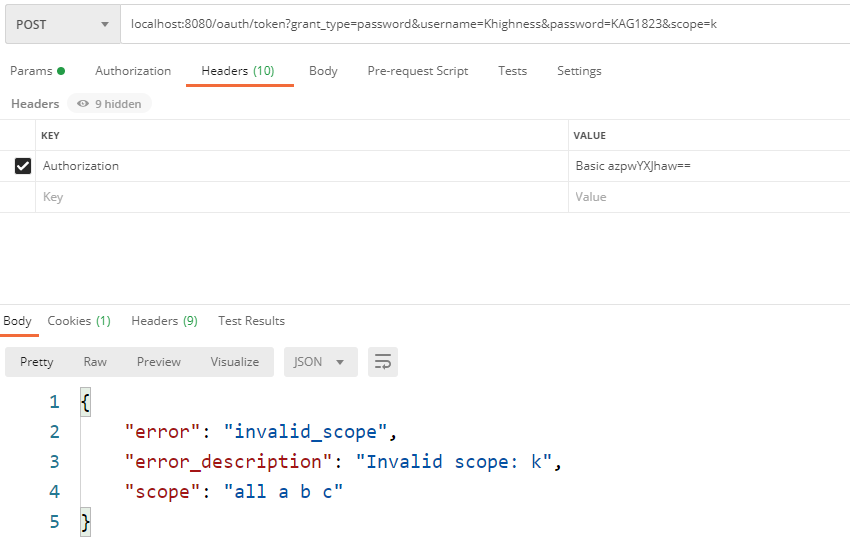 POST localhost:8080/oauth/token?grant_type=password&username=Khighness&password=KAG1823&scope=k
Params Authorization Headers (10) Body Pre-request Script Tests Settings
Headers 9 hidden
KEY VALUE
Authorization Basic azpwYXJhaw==
Key Value
Body Cookies (1) Headers (9) Test Results
Pretty Raw Preview Visualize JSON
1 {
2 "error": "invalid_scope",
3 "error_description": "Invalid scope: k",
4 "scope": "all a b c"
5 }